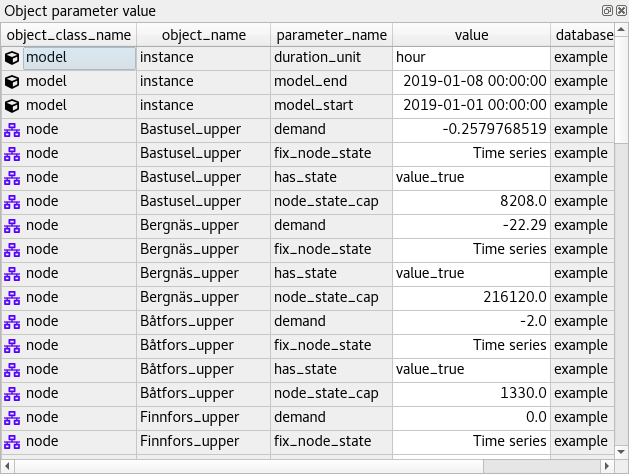 Object parameter value
object_class_name object_name parameter_name value database
model instance duration_unit hour example
model instance model_end 2019-01-08 00:00:00 example
model instance model_start 2019-01-01 00:00:00 example
node Bastusel_upper demand -0.2579768519 example
node Bastusel_upper fix_node_state Time series example
node Bastusel_upper has_state value_true example
node Bastusel_upper node_state_cap 8208.0 example
node Bergnäs_upper demand -22.29 example
node Bergnäs_upper fix_node_state Time series example
node Bergnäs_upper has_state value_true example
node Bergnäs_upper node_state_cap 216120.0 example
node Båtfors_upper demand -2.0 example
node Båtfors_upper fix_node_state Time series example
node Båtfors_upper has_state value_true example
node Båtfors_upper node_state_cap 1330.0 example
node Finnfors_upper demand 0.0 example
node Finnfors_upper fix_node_state Time series example